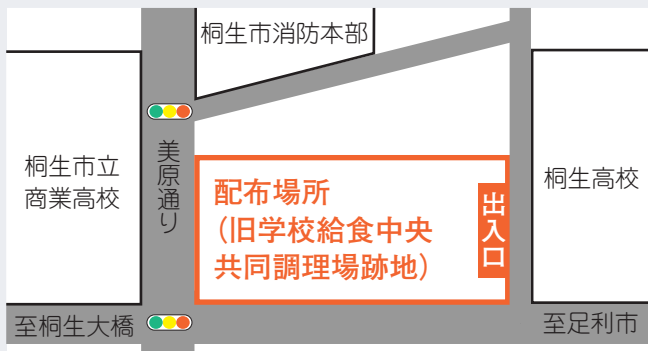 桐生市消防本部
桐生市立
商業高校
美原通り
配布場所
(旧学校給食中央
共同調理場跡地)
出入口
桐生高校
至桐生大橋
至足利市